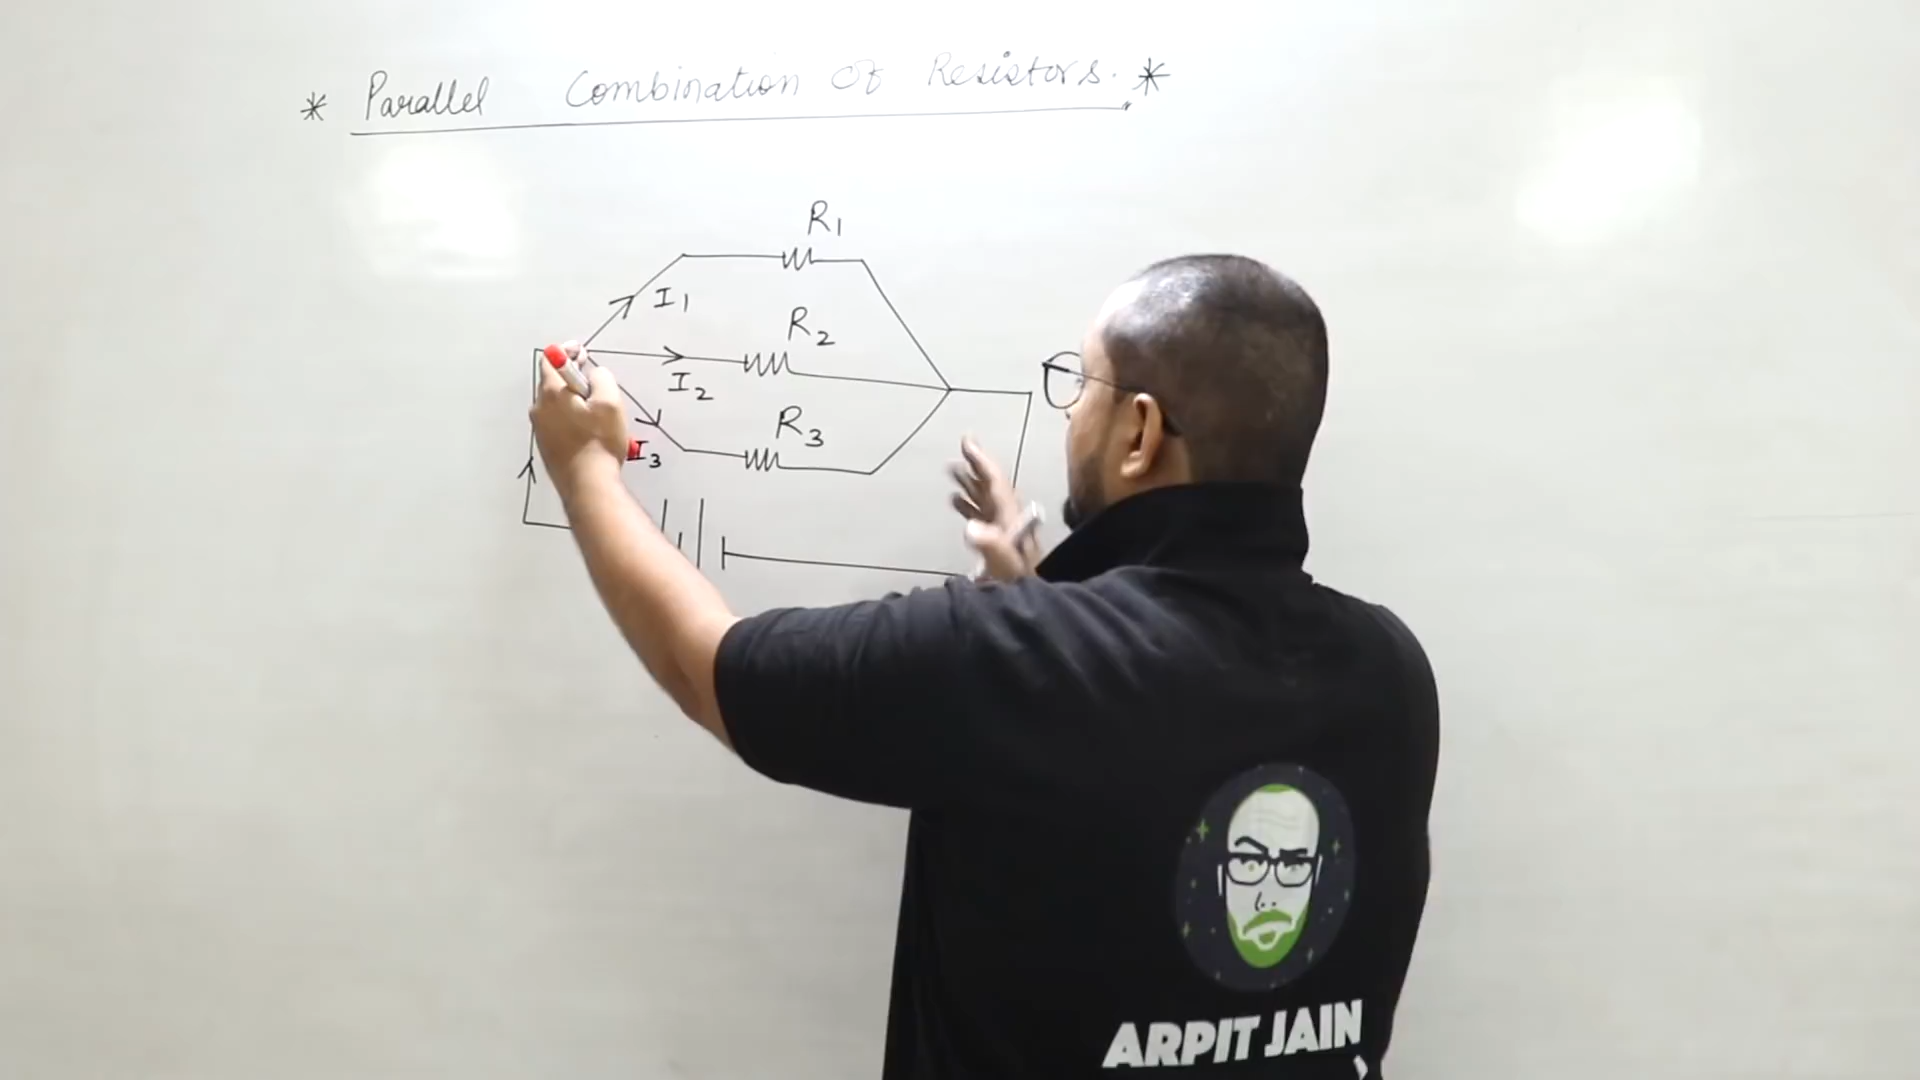 * Parallel Combination Of Resistors. *
R1
I1
R2
I2
R3
I3
ARPIT JAIN